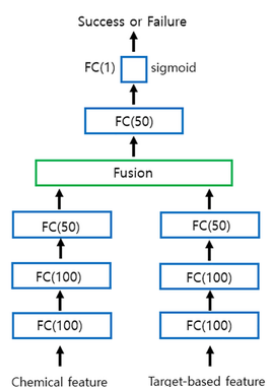 Success or Failure
FC(1) sigmoid
FC(50)
Fusion
FC(50) FC(50)
FC(100) FC(100)
FC(100) FC(100)
Chemical feature Target-based feature